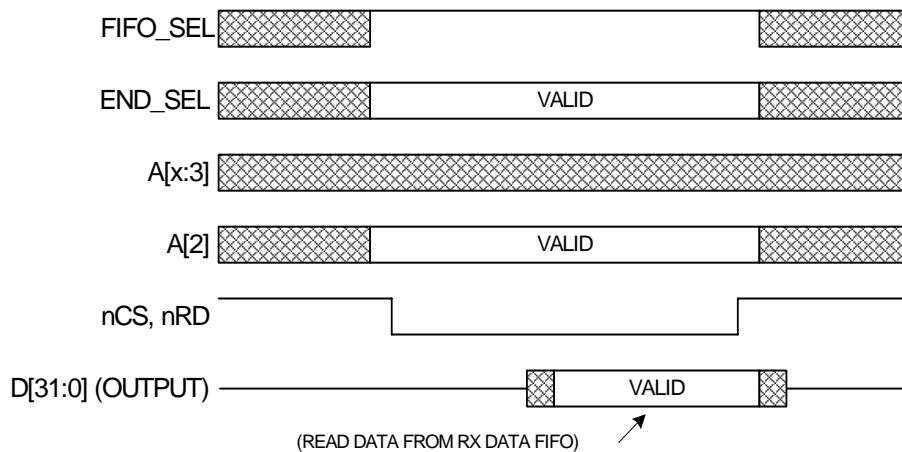 FIFO_SEL
END_SEL VALID
A[x:3]
A[2] VALID
nCS, nRD
D[31:0] (OUTPUT) VALID
(READ DATA FROM RX DATA FIFO)